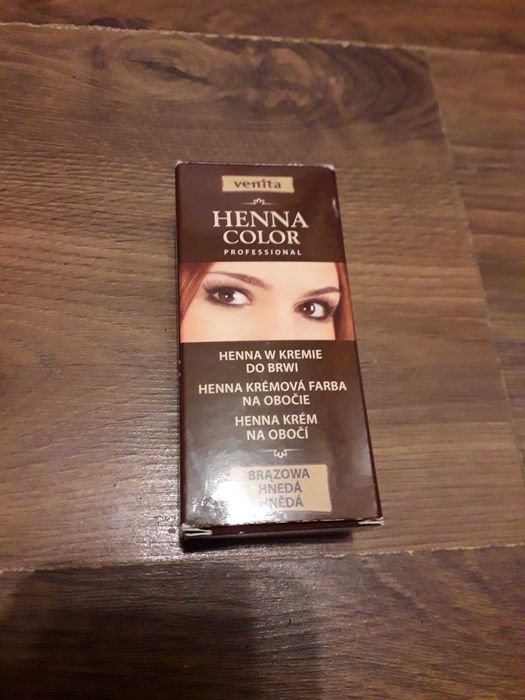 venita
HENNA
COLOR
PROFESSIONAL
HENNA W KREMIE
DO BRWI
HENNA KRÉMOVÁ FARBA
NA OBOČIE
HENNA KRÉM
NA OBOČÍ
BRĄZOWA
HNEDÁ
HNĚDÁ